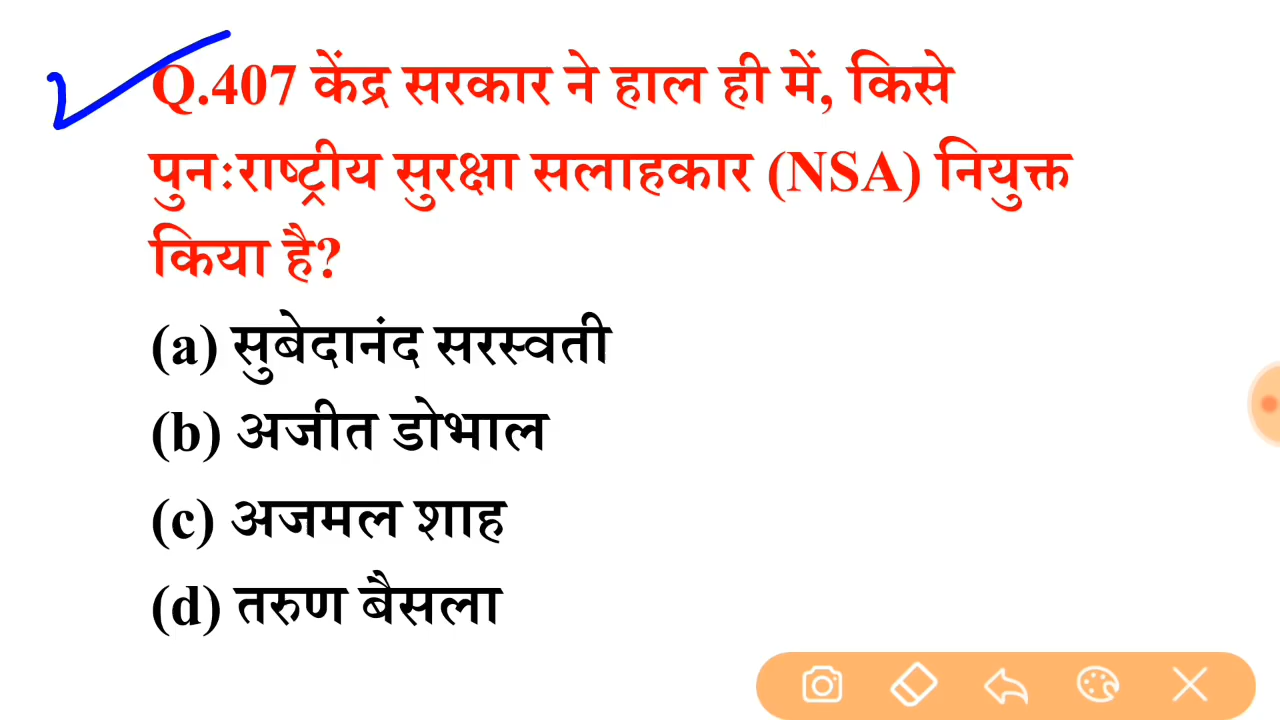 Q.407 केंद्र सरकार ने हाल ही में, किसे
पुनःराष्ट्रीय सुरक्षा सलाहकार (NSA) नियुक्त
किया है?
(a) सुबेदानंद सरस्वती
(b) अजीत डोभाल
(c) अजमल शाह
(d) तरुण बैसला